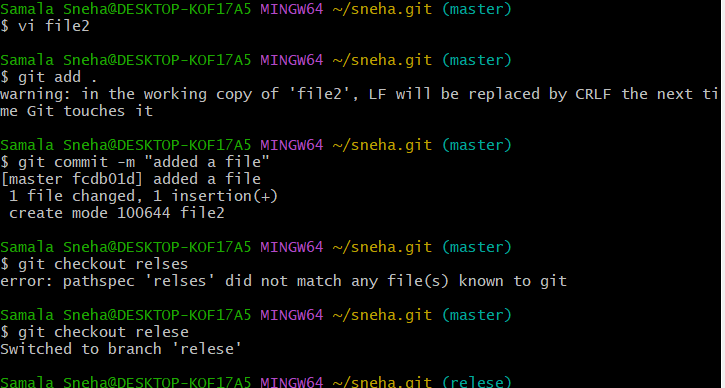 Samala Sneha@DESKTOP-KOF17A5 MINGW64 ~/sneha.git (master)
$ vi file2
Samala Sneha@DESKTOP-KOF17A5 MINGW64 ~/sneha.git (master)
$ git add .
warning: in the working copy of 'file2', LF will be replaced by CRLF the next ti
me Git touches it
Samala Sneha@DESKTOP-KOF17A5 MINGW64 ~/sneha.git (master)
$ git commit -m "added a file"
[master fcdb01d] added a file
 1 file changed, 1 insertion(+)
 create mode 100644 file2
Samala Sneha@DESKTOP-KOF17A5 MINGW64 ~/sneha.git (master)
$ git checkout relses
error: pathspec 'relses' did not match any file(s) known to git
Samala Sneha@DESKTOP-KOF17A5 MINGW64 ~/sneha.git (master)
$ git checkout relese
Switched to branch 'relese'
Samala Sneha@DESKTOP-KOF17A5 MINGW64 ~/sneha.git (relese)